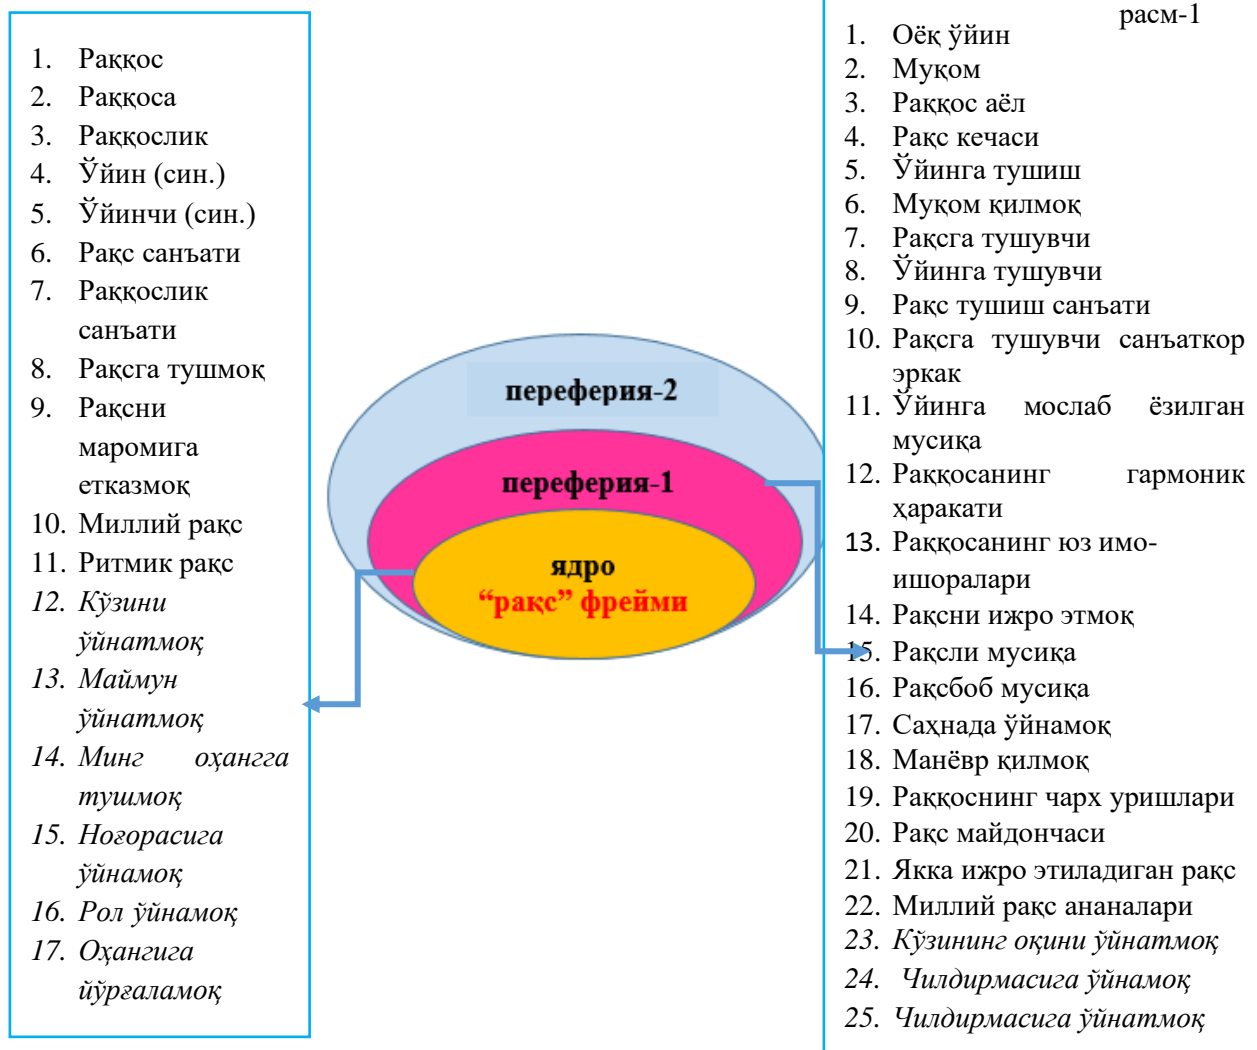 1. Раққос
2. Раққоса
3. Раққослик
4. Ўйин (син.)
5. Ўйинчи (син.)
6. Рақс санъати
7. Раққослик
санъати
8. Рақсга тушмоқ
9. Рақсни
маромига
етказмоқ
10. Миллий рақс
11. Ритмик рақс
12. Кўзини
ўйнатмоқ
13. Маймун
ўйнатмоқ
14. Минг оҳангга
тушмоқ
15. Ноғорасига
ўйнамоқ
16. Рол ўйнамоқ
17. Оҳангига
йўрғаламоқ
переферия-2
переферия-1
ядро
“рақс” фрейми
расм-1
1. Оёқ ўйин
2. Муқом
3. Раққос аёл
4. Рақс кечаси
5. Ўйинга тушиш
6. Муқом қилмоқ
7. Рақсга тушувчи
8. Ўйинга тушувчи
9. Рақс тушиш санъати
10. Рақсга тушувчи санъаткор
эркак
11. Ўйинга мослаб ёзилган
мусиқа
12. Раққосанинг гармоник
ҳаракати
13. Раққосанинг юз имо-
ишоралари
14. Рақсни ижро этмоқ
15. Рақсли мусиқа
16. Рақсбоб мусиқа
17. Саҳнада ўйнамоқ
18. Манёвр қилмоқ
19. Раққоснинг чарх уришлари
20. Рақс майдончаси
21. Якка ижро этиладиган рақс
22. Миллий рақс ананалари
23. Кўзининг оқини ўйнатмоқ
24. Чилдирмасига ўйнамоқ
25. Чилдирмасига ўйнатмоқ